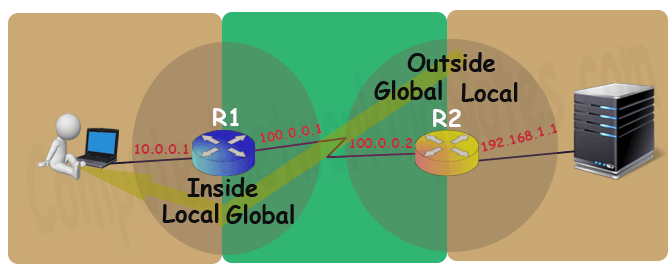 Outside
Global Local
R1
R2
10.0.0.1
100.0.0.1
100.0.0.2
192.168.1.1
Inside
Local Global